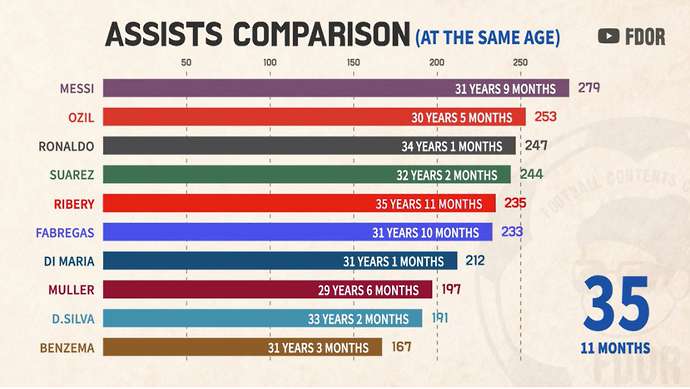 ASSISTS COMPARISON (AT THE SAME AGE)
FDOR
50 100 150 200 250
MESSI 31 YEARS 9 MONTHS 279
OZIL 30 YEARS 5 MONTHS 253
RONALDO 34 YEARS 1 MONTHS 247
SUAREZ 32 YEARS 2 MONTHS 244
RIBERY 35 YEARS 11 MONTHS 235
FABREGAS 31 YEARS 10 MONTHS 233
DI MARIA 31 YEARS 1 MONTHS 212
MULLER 29 YEARS 6 MONTHS 197
D.SILVA 33 YEARS 2 MONTHS 191
BENZEMA 31 YEARS 3 MONTHS 167
35
11 MONTHS
FOOTBALL CONTENTS
FDOR